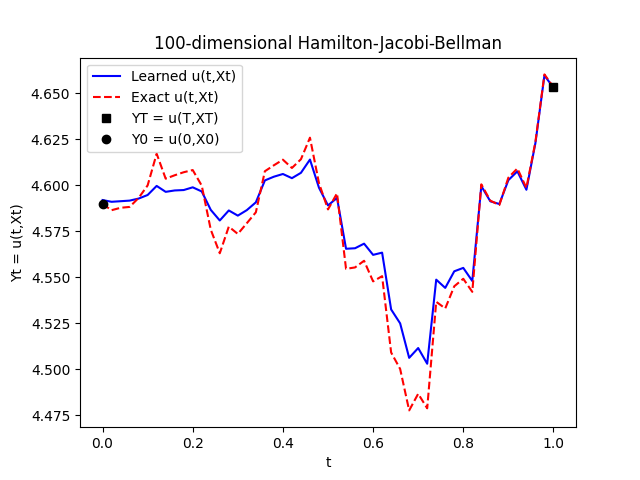 100-dimensional Hamilton-Jacobi-Bellman
Learned u(t,Xt)
Exact u(t,Xt)
YT = u(T,XT)
Y0 = u(0,X0)
4.650
4.625
4.600
4.575
4.550
4.525
4.500
4.475
Yt = u(t,Xt)
0.0 0.2 0.4 0.6 0.8 1.0
t